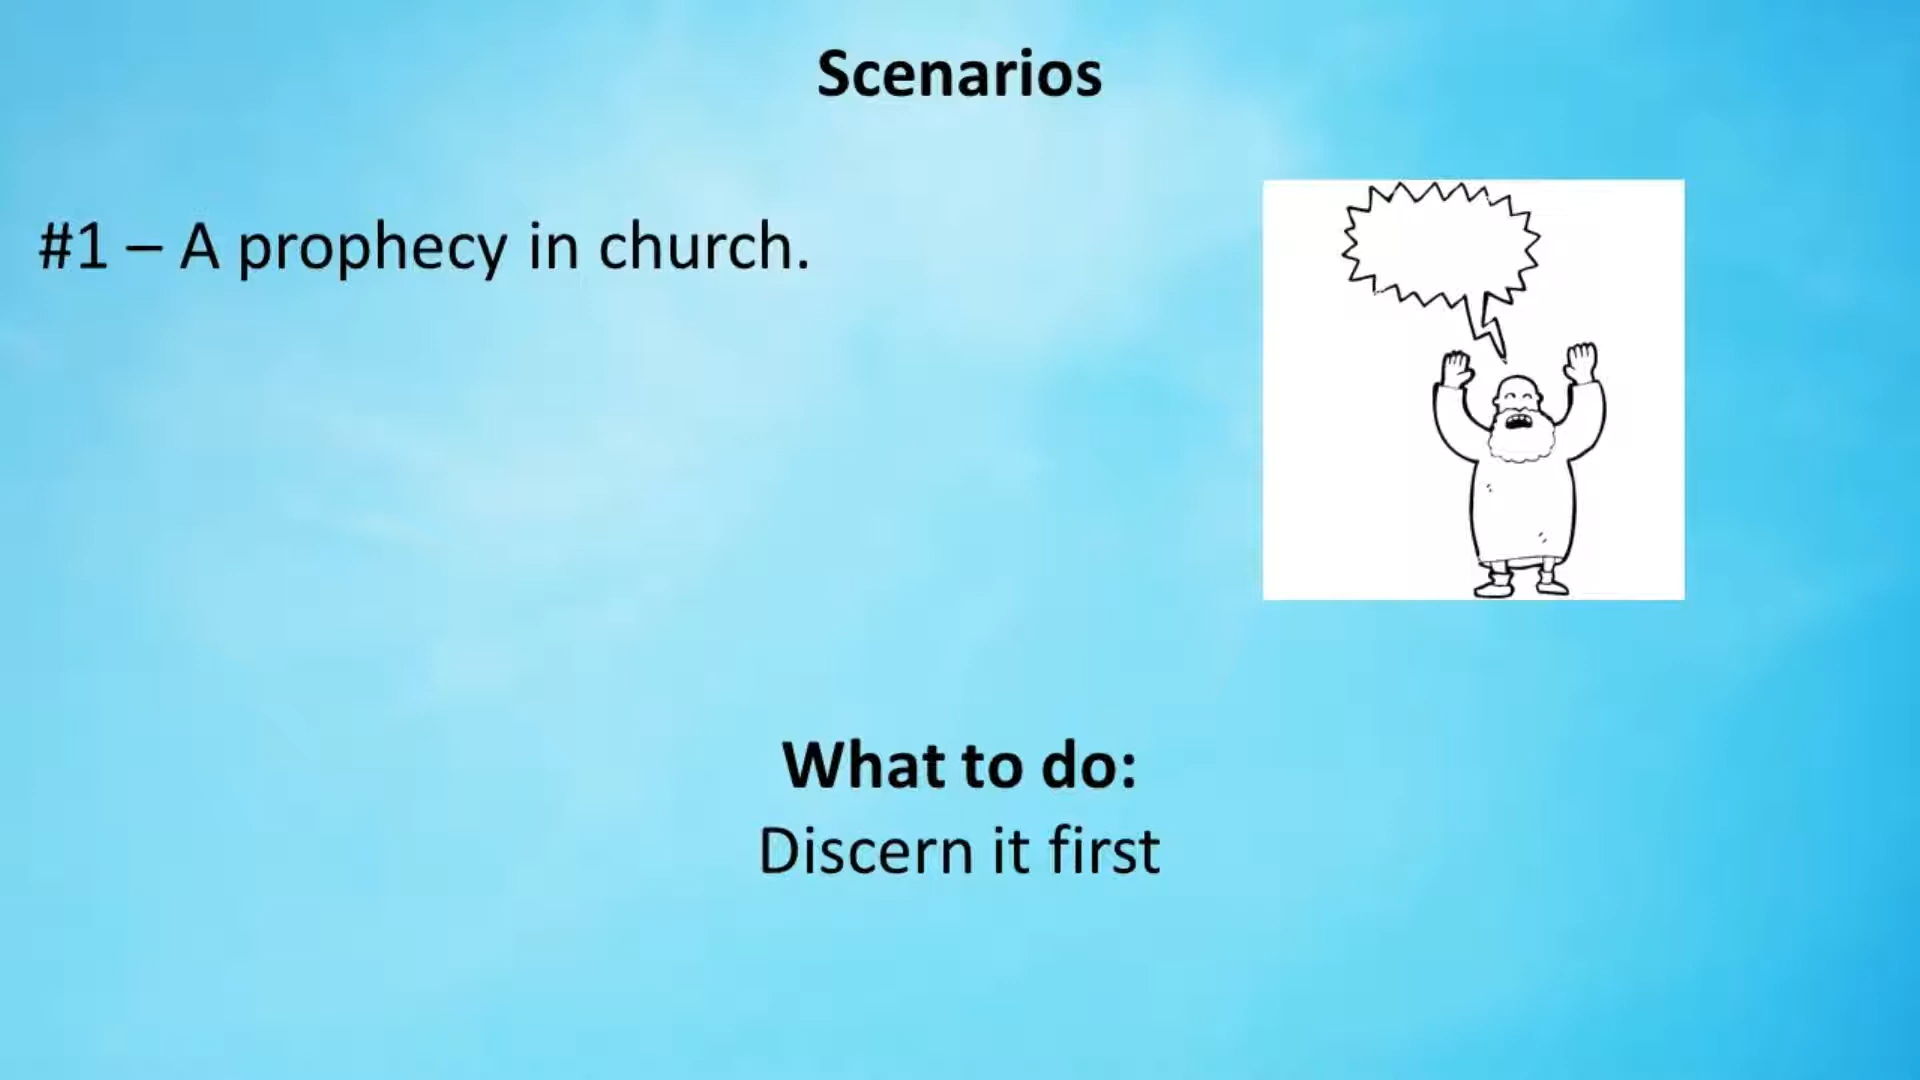 Scenarios
#1 – A prophecy in church.
What to do:
Discern it first